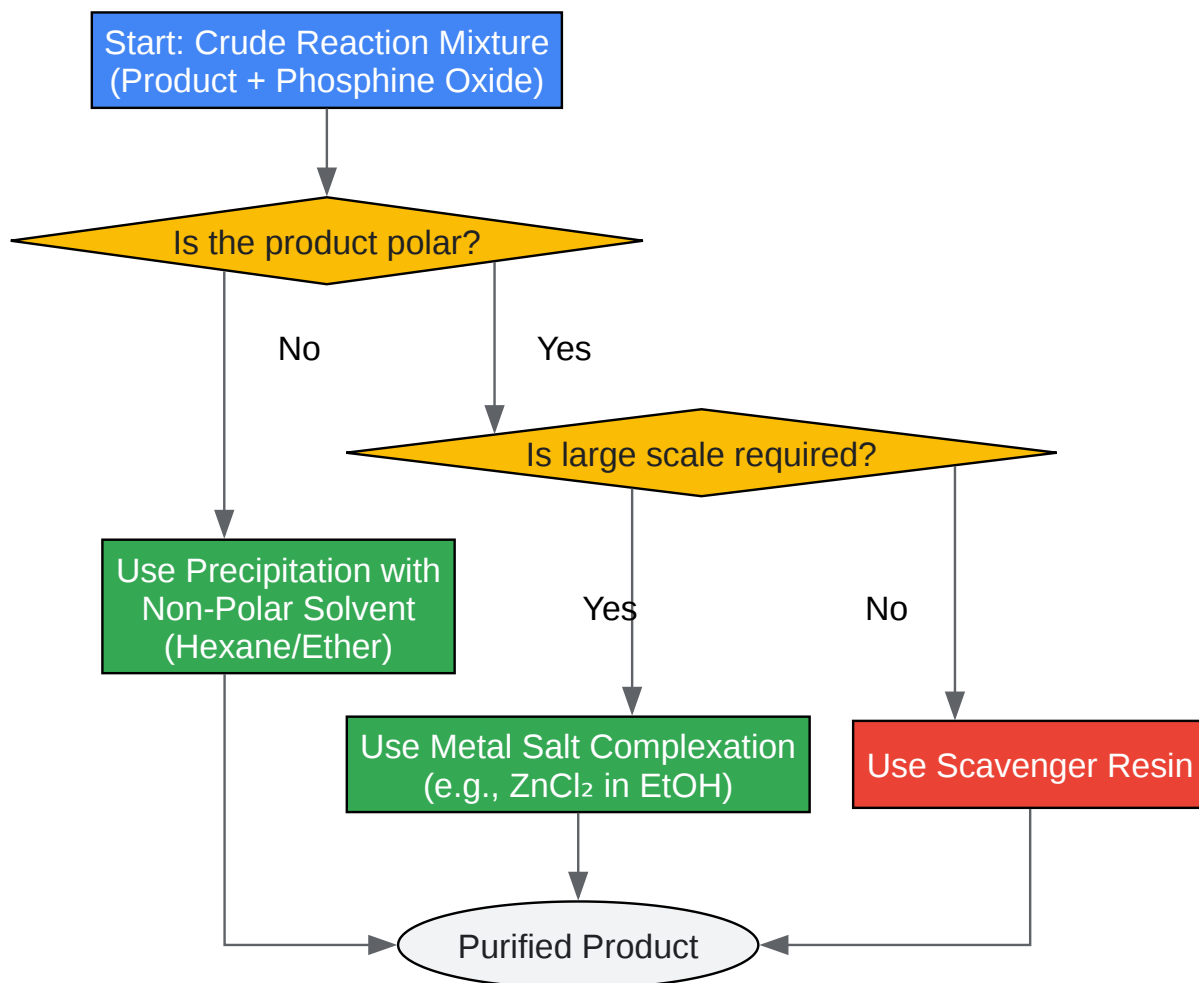 Start: Crude Reaction Mixture
(Product + Phosphine Oxide)
Is the product polar?
No
Yes
Is large scale required?
Use Precipitation with
Non-Polar Solvent
(Hexane/Ether)
Yes
No
Use Metal Salt Complexation
(e.g., ZnCl₂ in EtOH)
Use Scavenger Resin
Purified Product